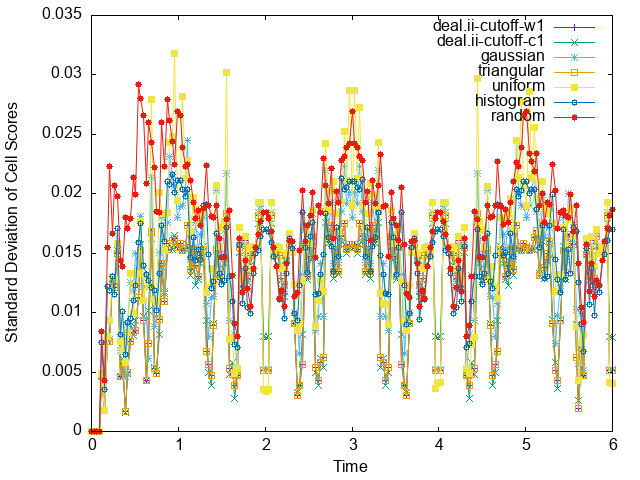 0.035
0.03
0.025
0.02
0.015
0.01
0.005
0
Standard Deviation of Cell Scores
deal.ii-cutoff-w1
deal.ii-cutoff-c1
gaussian
triangular
uniform
histogram
random
0 1 2 3 4 5 6
Time